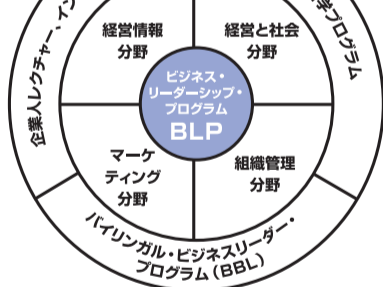 企業人レクチャー、イン
学プログラム
経営情報
分野
経営と社会
分野
ビジネス・
リーダーシップ・
プログラム
BLP
マーケ
ティング
分野
組織管理
分野
バイリンガル・ビジネスリーダー・
プログラム（BBL）